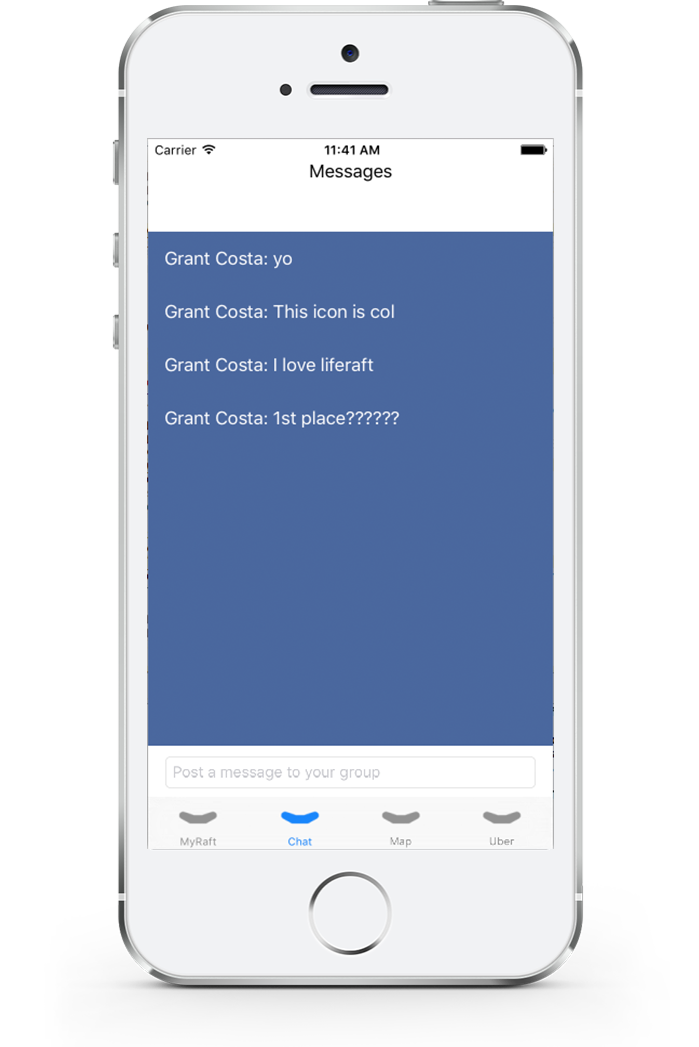 Carrier 11:41 AM
Messages
Grant Costa: yo
Grant Costa: This icon is col
Grant Costa: I love liferaft
Grant Costa: 1st place??????
Post a message to your group
MyRaft Chat Map Uber